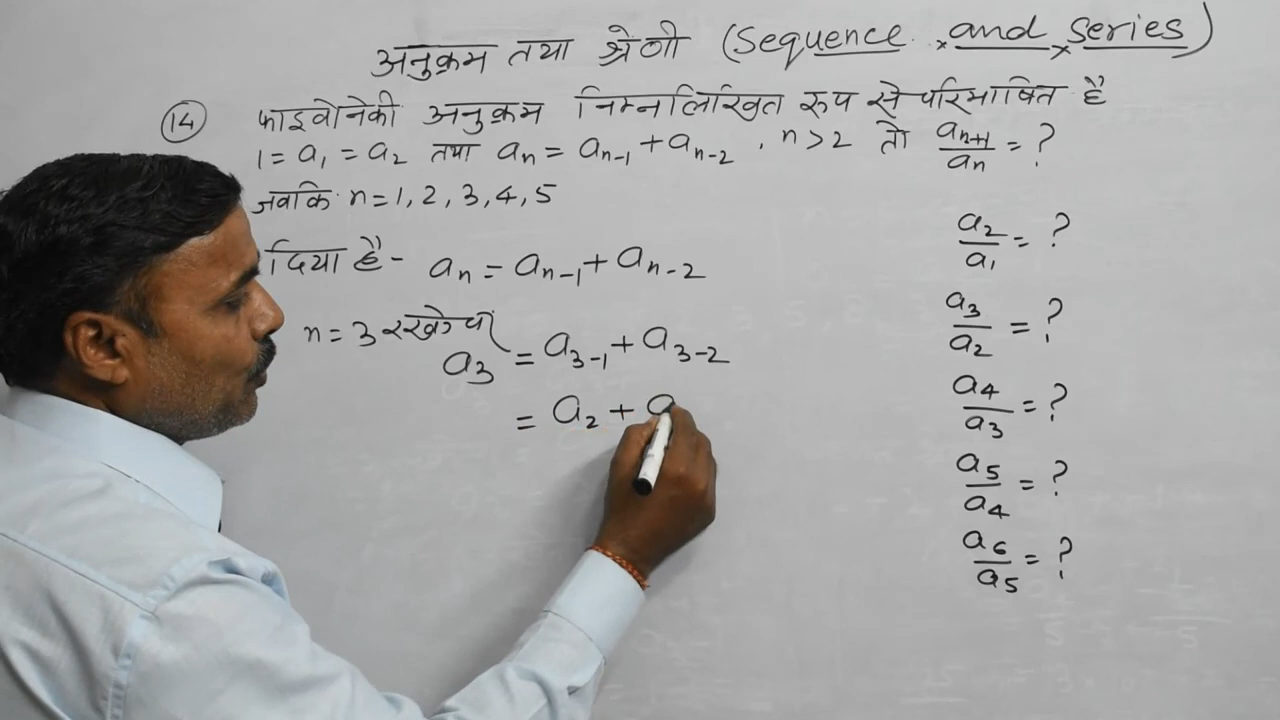 अनुक्रम तथा श्रेणी (Sequence and series)
(14) फाइवोनेकी अनुक्रम निम्नलिखित रूप से परिभाषित है
1 = a₁ = a₂ तथा aₙ = aₙ₋₁ + aₙ₋₂ , n > 2 तो aₙ₊₁/aₙ = ?
जबकि n = 1, 2, 3, 4, 5
दिया है - aₙ = aₙ₋₁ + aₙ₋₂
n = 3 रखने पर
a₃ = a₃₋₁ + a₃₋₂
= a₂ + a
a₂/a₁ = ?
a₃/a₂ = ?
a₄/a₃ = ?
a₅/a₄ = ?
a₆/a₅ = ?